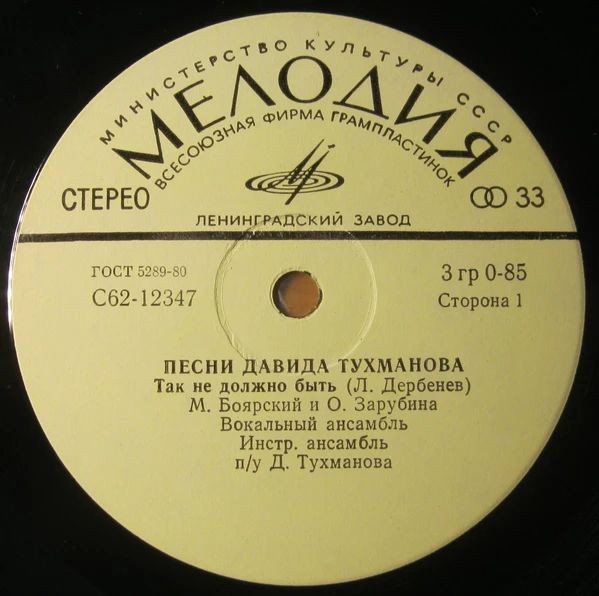 МИНИСТЕРСТВО КУЛЬТУРЫ СССР
МЕЛОДИЯ
ВСЕСОЮЗНАЯ ФИРМА ГРАМПЛАСТИНОК
СТЕРЕО
33
ЛЕНИНГРАДСКИЙ ЗАВОД
ГОСТ 5289-80
3 гр 0-85
С62-12347
Сторона 1
ПЕСНИ ДАВИДА ТУХМАНОВА
Так не должно быть (Л. Дербенев)
М. Боярский и О. Зарубина
Вокальный ансамбль
Инстр. ансамбль
п/у Д. Тухманова